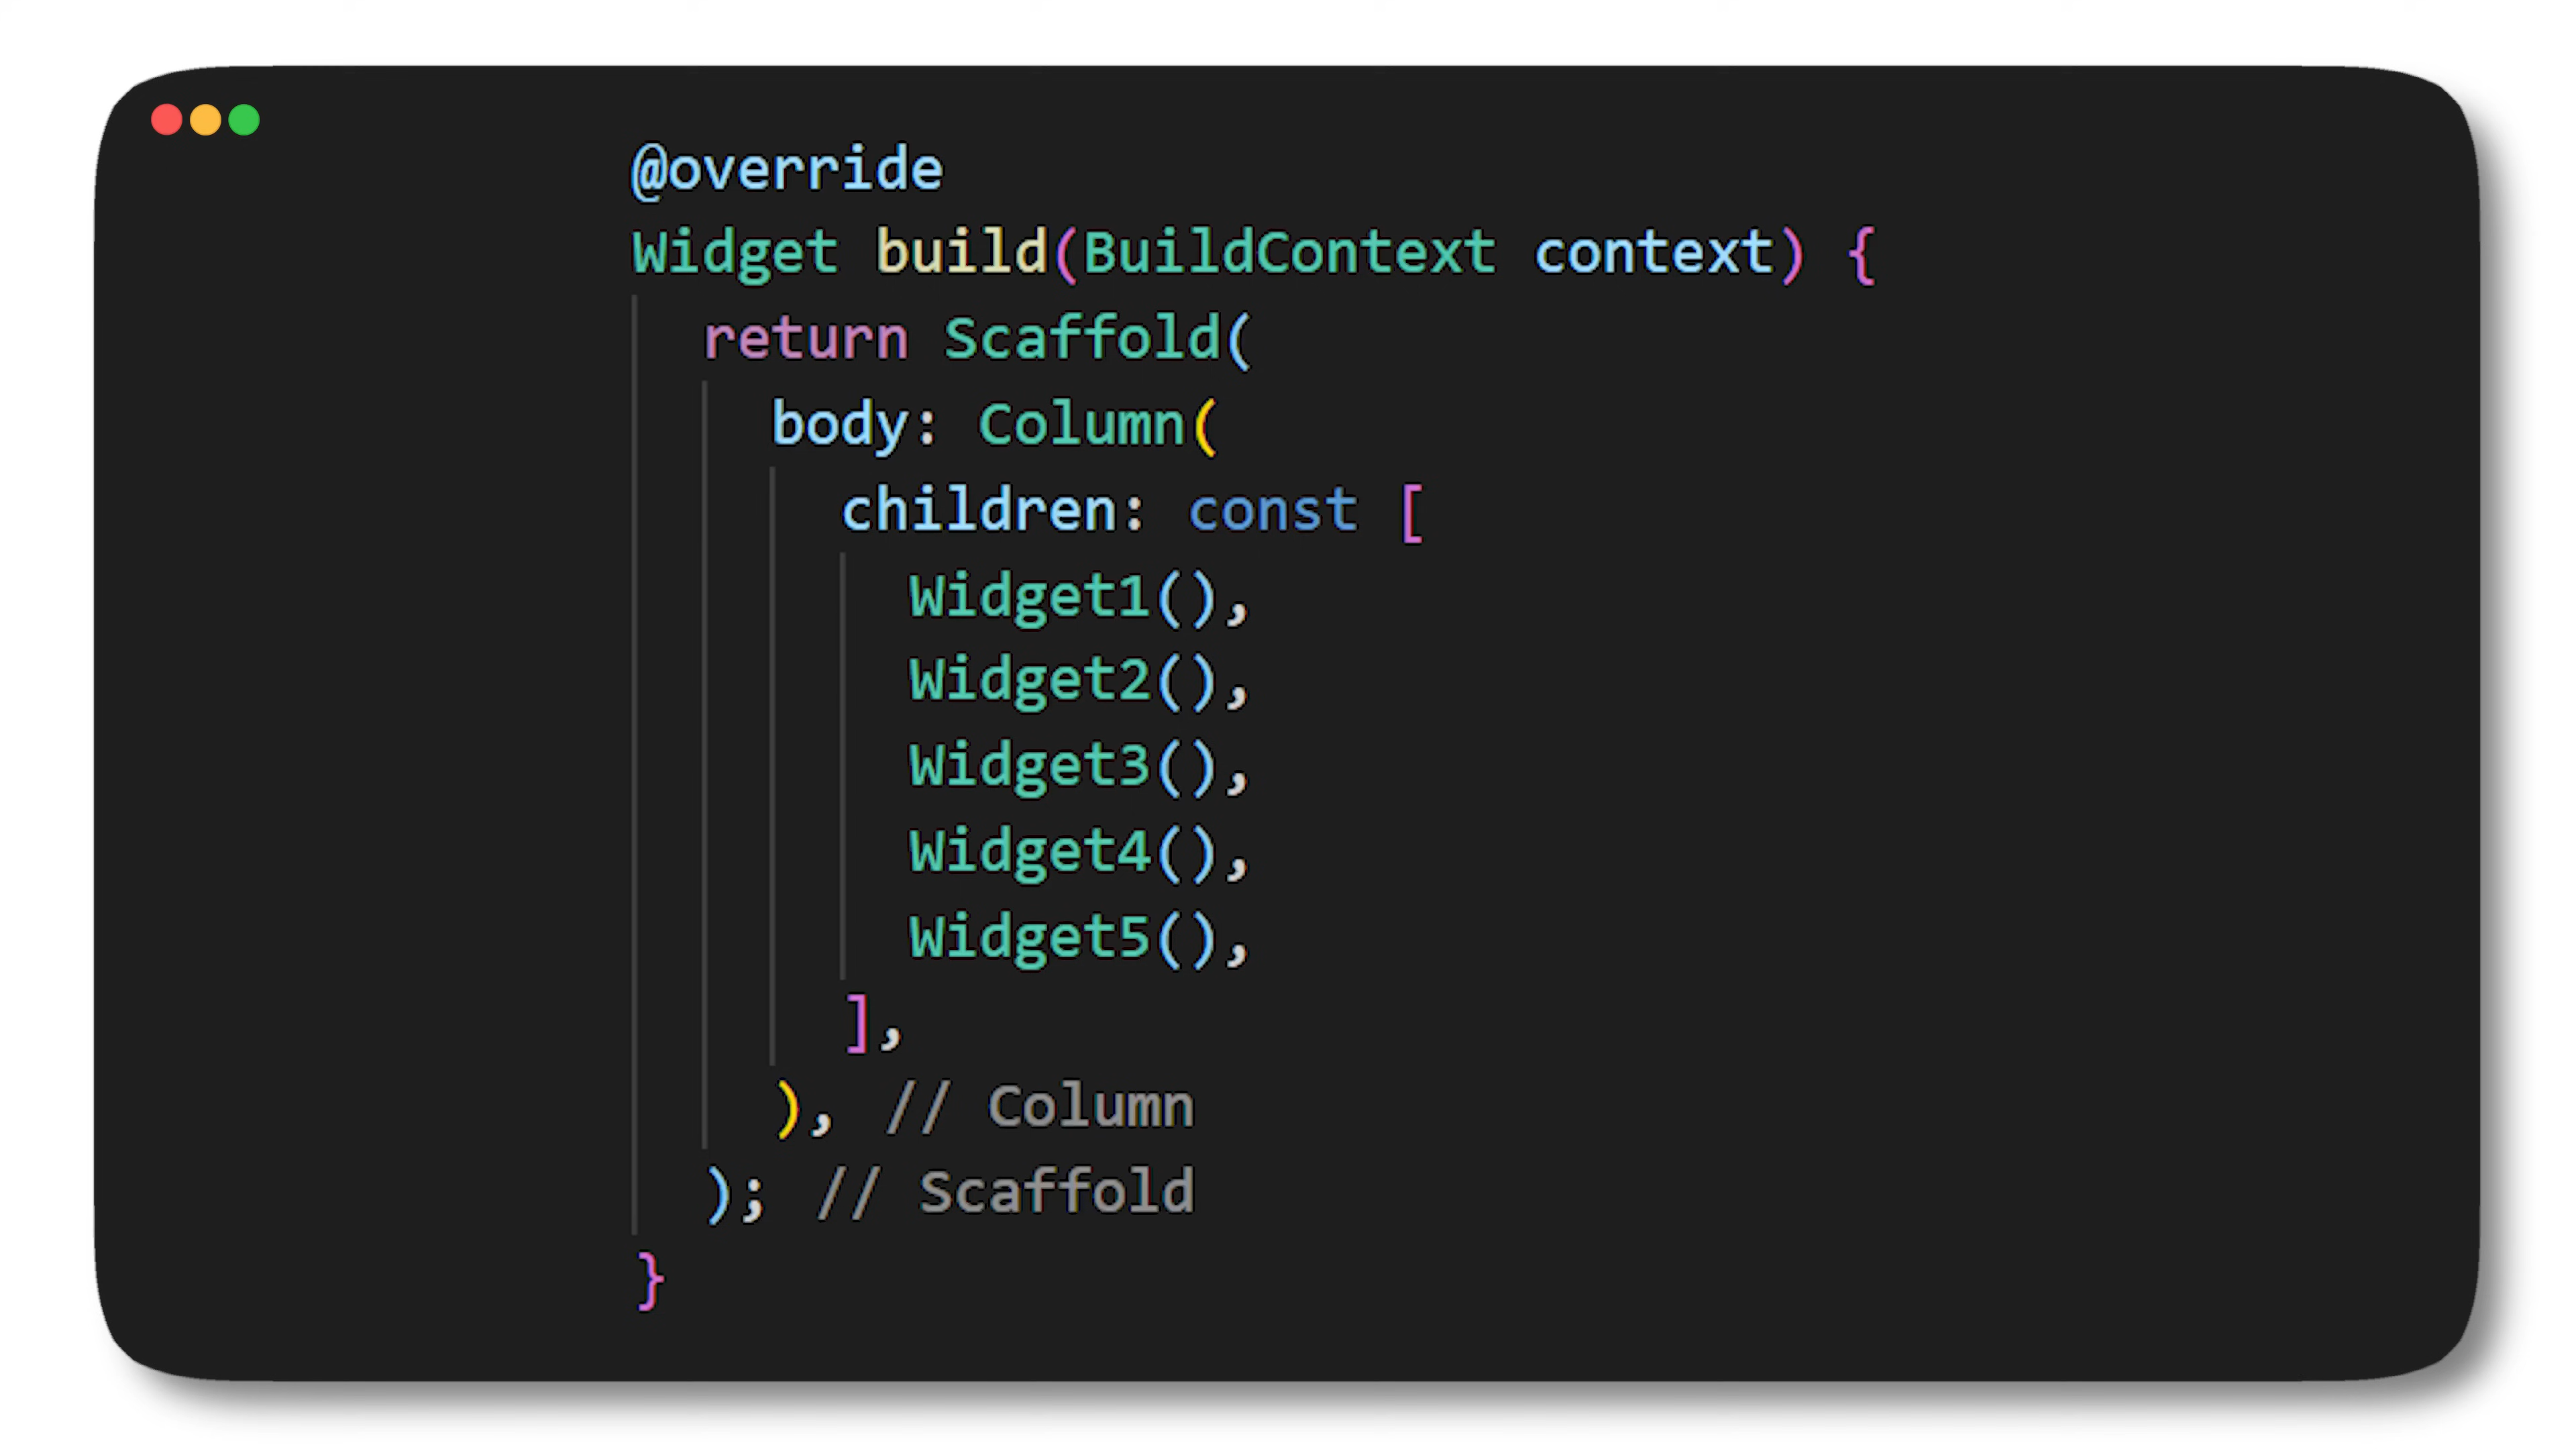 @override
Widget build(BuildContext context) {
return Scaffold(
body: Column(
children: const [
Widget1(),
Widget2(),
Widget3(),
Widget4(),
Widget5(),
],
), // Column
); // Scaffold
}